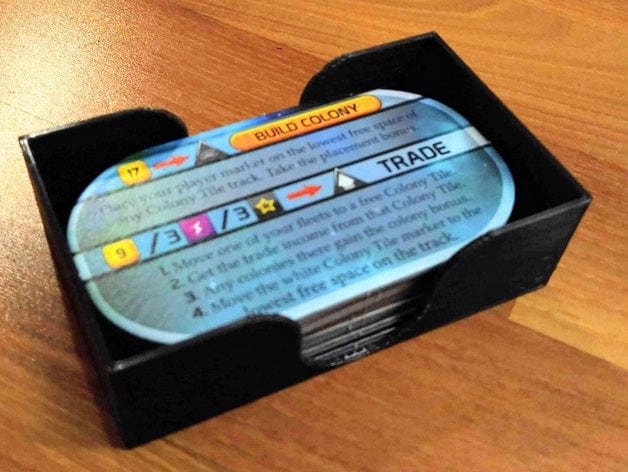 BUILD COLONY
17
Place your player market on the lowest free space of
any Colony Tile track. Take the placement bonus.
TRADE
9 / 3 / 3
1. Move one of your fleets to a free Colony Tile.
2. Get the trade income from that Colony Tile.
3. Any colonies there gain the colony bonus.
4. Move the white Colony Tile market to the
lowest free space on the track.